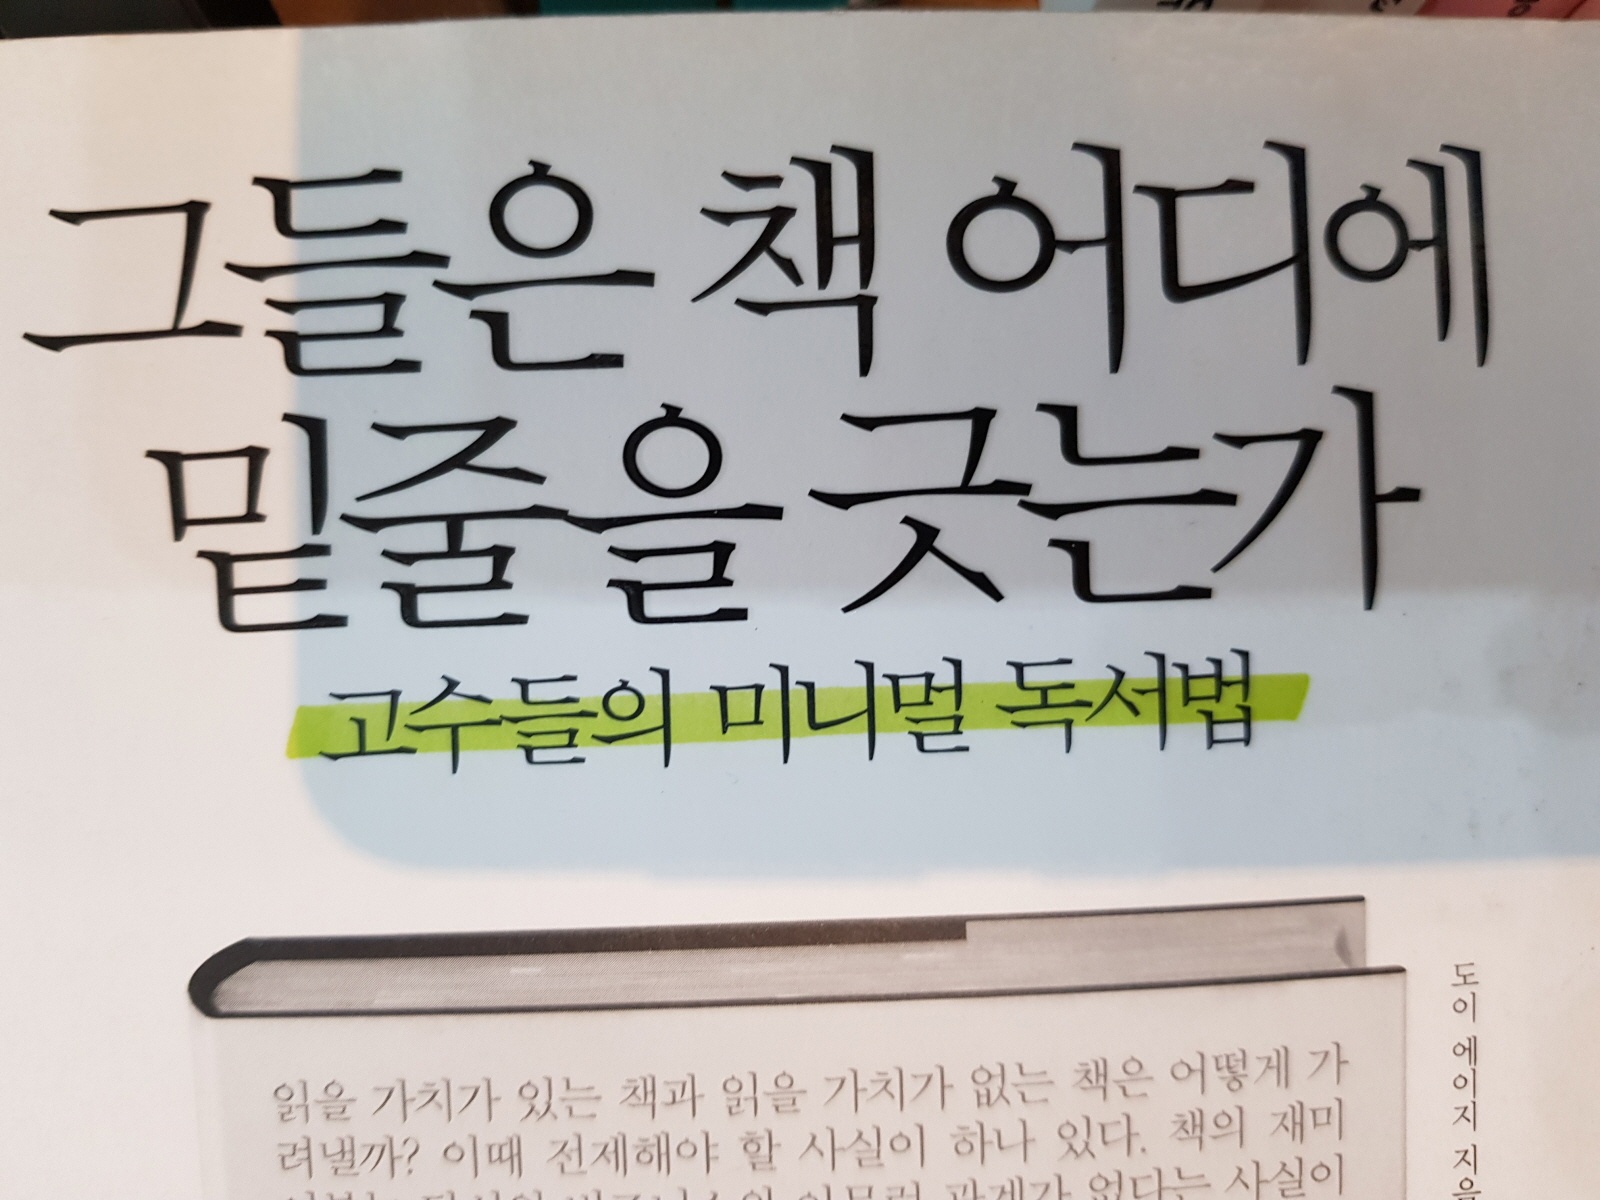 그들은 책 어디에
밑줄을 긋는가
고수들의 미니멀 독서법
도이 에이지 지음
읽을 가치가 있는 책과 읽을 가치가 없는 책은 어떻게 가
려낼까? 이때 전제해야 할 사실이 하나 있다. 책의 재미
관계가 없다는 사실이